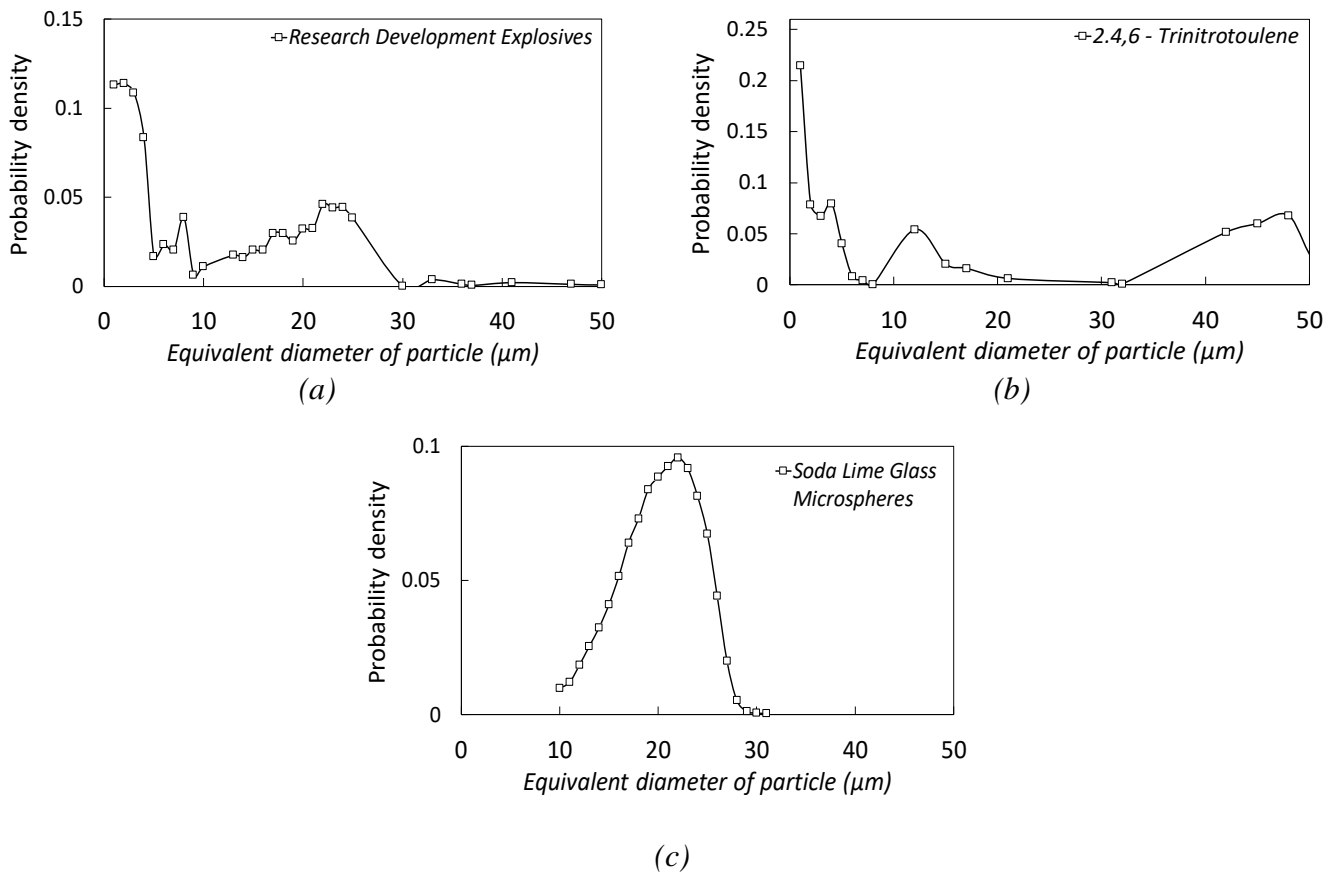 0.15
0.1
0.05
0
Probability density
Research Development Explosives
0 10 20 30 40 50
Equivalent diameter of particle (μm)
(a)
0.25
0.2
0.15
0.1
0.05
0
Probability density
2.4,6 - Trinitrotoulene
0 10 20 30 40 50
Equivalent diameter of particle (μm)
(b)
0.1
0.05
0
Probability density
Soda Lime Glass
Microspheres
0 10 20 30 40 50
Equivalent diameter of particle (μm)
(c)